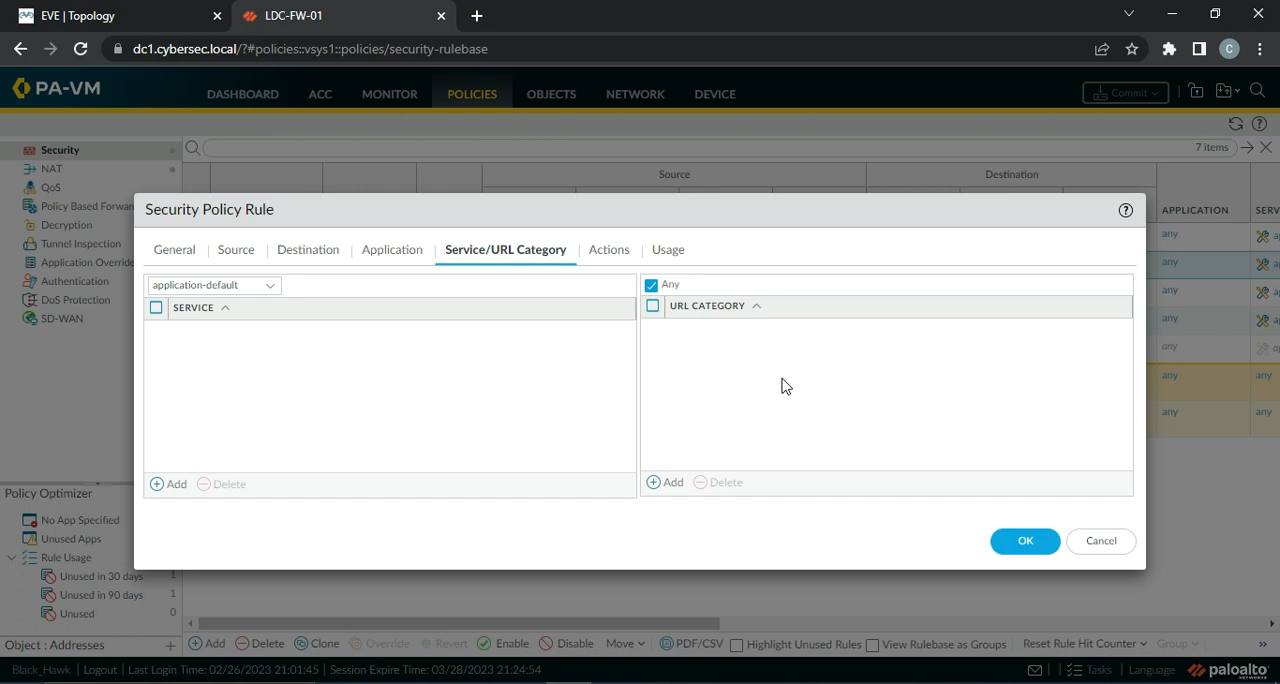 EVE | Topology
LDC-FW-01
dc1.cybersec.local/?#policies::vsys1::policies/security-rulebase
C
PA-VM
DASHBOARD ACC MONITOR POLICIES OBJECTS NETWORK DEVICE
Commit
Security
NAT
QoS
Policy Based Forwar
Decryption
Tunnel Inspection
Application Override
Authentication
DoS Protection
SD-WAN
7 items
Source Destination
APPLICATION SERV
any
any
any
any
any
any any
any any
Security Policy Rule
General Source Destination Application Service/URL Category Actions Usage
application-default
SERVICE
Add Delete
Any
URL CATEGORY
Add Delete
OK Cancel
Policy Optimizer
No App Specified
Unused Apps
Rule Usage
Unused in 30 days 1
Unused in 90 days 1
Unused 0
Object : Addresses
Add Delete Clone Override Revert Enable Disable Move PDF/CSV Highlight Unused Rules View Rulebase as Groups Reset Rule Hit Counter Group
Black_Hawk | Logout | Last Login Time: 02/26/2023 21:01:45 | Session Expire Time: 03/28/2023 21:24:54
Tasks | Language paloalto NETWORKS